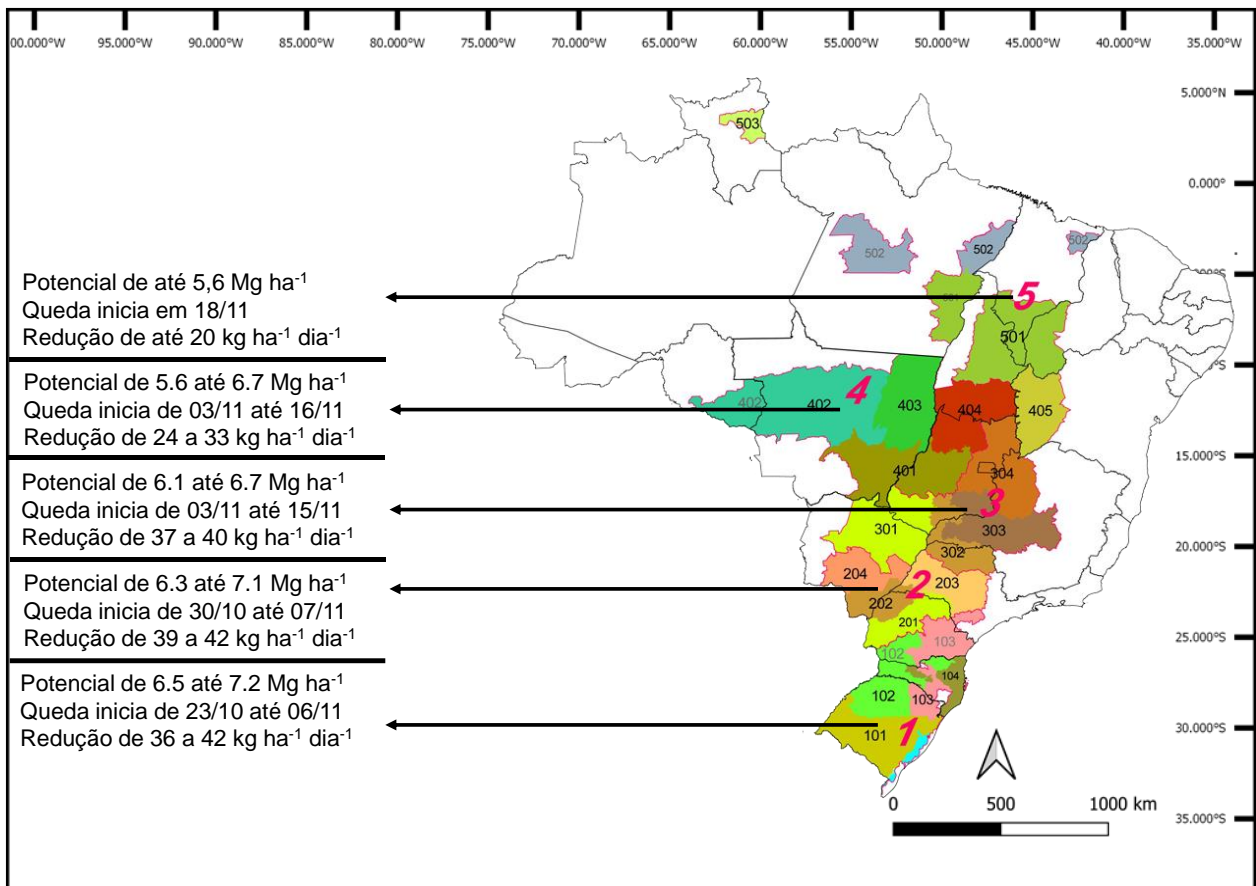 00.000°W 95.000°W 90.000°W 85.000°W 80.000°W 75.000°W 70.000°W 65.000°W 60.000°W 55.000°W 50.000°W 45.000°W 40.000°W 35.000°W
5.000°N
503
0.000°
502 502 502
Potencial de até 5,6 Mg ha⁻¹
Queda inicia em 18/11
Redução de até 20 kg ha⁻¹ dia⁻¹
5
501
Potencial de 5.6 até 6.7 Mg ha⁻¹
Queda inicia de 03/11 até 16/11
Redução de 24 a 33 kg ha⁻¹ dia⁻¹
4
402 402 403 404 405
Potencial de 6.1 até 6.7 Mg ha⁻¹
Queda inicia de 03/11 até 15/11
Redução de 37 a 40 kg ha⁻¹ dia⁻¹
15.000°S
401 304
3
301 303
20.000°S
302
Potencial de 6.3 até 7.1 Mg ha⁻¹
Queda inicia de 30/10 até 07/11
Redução de 39 a 42 kg ha⁻¹ dia⁻¹
204 2 203
202
201
25.000°S
103
102
104
Potencial de 6.5 até 7.2 Mg ha⁻¹
Queda inicia de 23/10 até 06/11
Redução de 36 a 42 kg ha⁻¹ dia⁻¹
102 103
101 1
30.000°S
0 500 1000 km
35.000°S